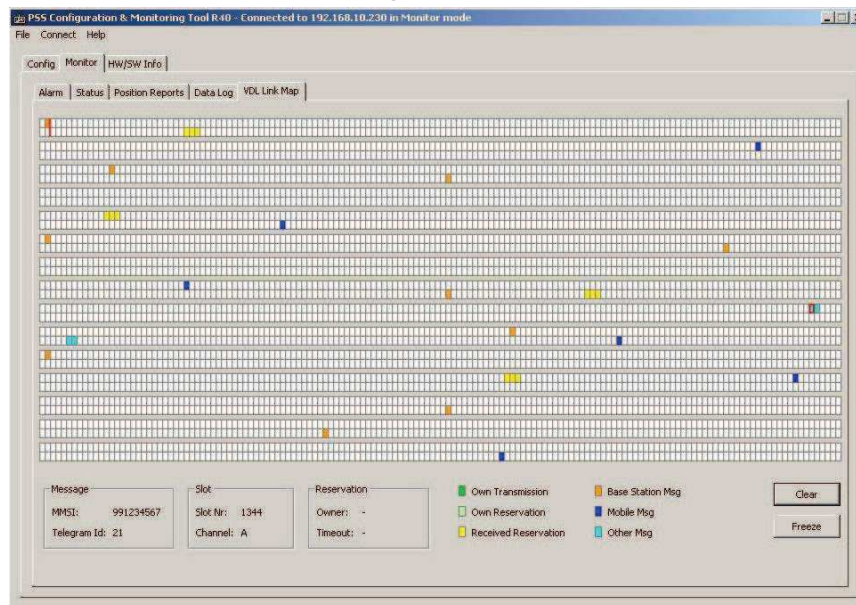 PSS Configuration & Monitoring Tool R40 - Connected to 192.168.10.230 in Monitor mode
File Connect Help
Config Monitor HW/SW Info
Alarm Status Position Reports Data Log VDL Link Map
Message
MMSI: 991234567
Telegram Id: 21
Slot
Slot Nr: 1344
Channel: A
Reservation
Owner: -
Timeout: -
Own Transmission
Own Reservation
Received Reservation
Base Station Msg
Mobile Msg
Other Msg
Clear
Freeze